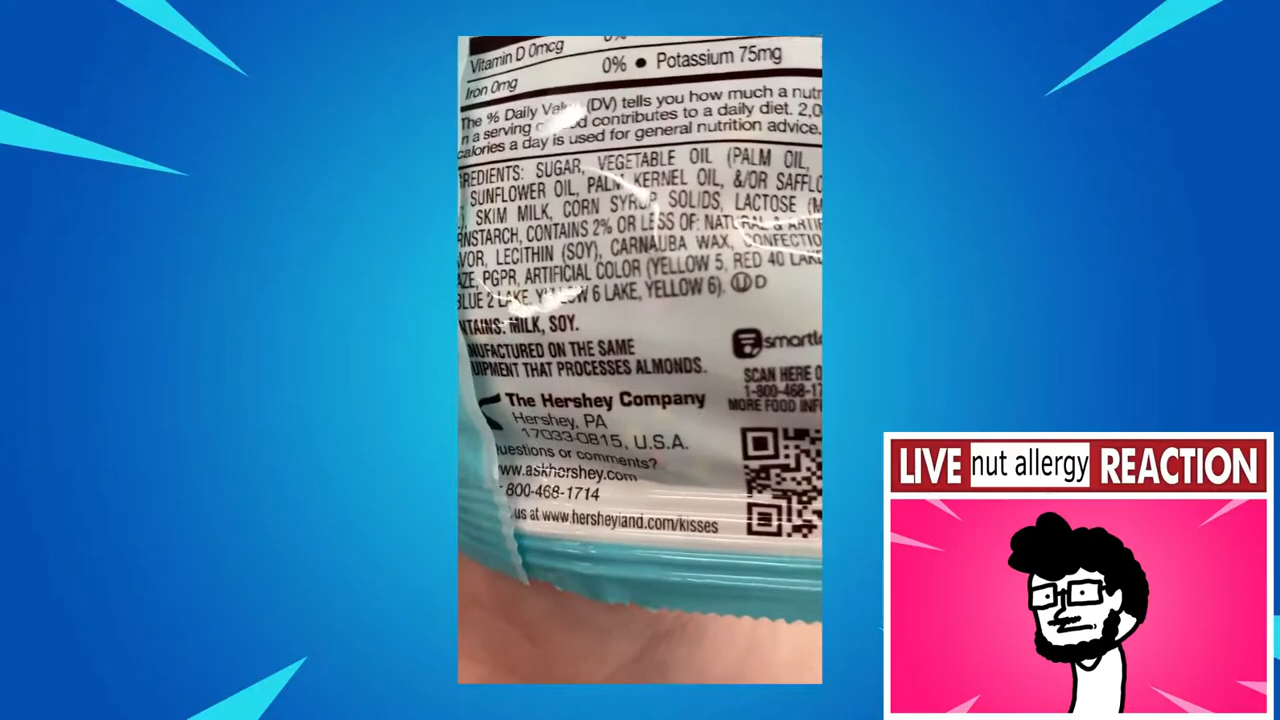 Vitamin D 0mcg 0%
Iron 0mg 0% ● Potassium 75mg
The % Daily Value (DV) tells you how much a nutr
n a serving of food contributes to a daily diet. 2,0
calories a day is used for general nutrition advice.
REDIENTS: SUGAR, VEGETABLE OIL (PALM OIL,
SUNFLOWER OIL, PALM KERNEL OIL, &/OR SAFFLO
SKIM MILK, CORN SYRUP SOLIDS, LACTOSE (M
RNSTARCH, CONTAINS 2% OR LESS OF: NATURAL & ARTIF
VOR, LECITHIN (SOY), CARNAUBA WAX, CONFECTIO
AZE, PGPR, ARTIFICIAL COLOR (YELLOW 5, RED 40 LAKE
BLUE 2 LAKE, YELLOW 6 LAKE, YELLOW 6). Ⓤ D
NTAINS: MILK, SOY.
NUFACTURED ON THE SAME
UIPMENT THAT PROCESSES ALMONDS.
smartla
SCAN HERE O
1-800-468-17
MORE FOOD INF
The Hershey Company
Hershey, PA
17033-0815, U.S.A.
uestions or comments?
ww.askhershey.com
800-468-1714
us at www.hersheyland.com/kisses
LIVE nut allergy REACTION